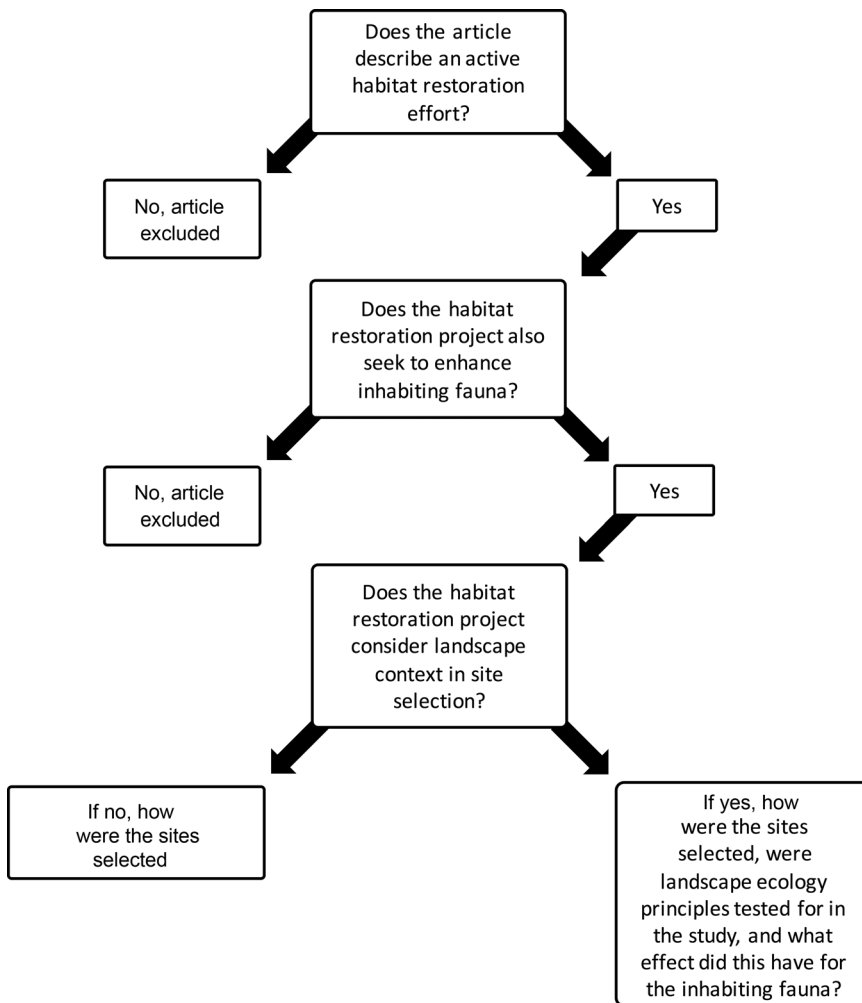 Does the article
describe an active
habitat restoration
effort?
No, article
excluded
Yes
Does the habitat
restoration project also
seek to enhance
inhabiting fauna?
No, article
excluded
Yes
Does the habitat
restoration project
consider landscape
context in site
selection?
If no, how
were the sites
selected
If yes, how
were the sites
selected, were
landscape ecology
principles tested for in
the study, and what
effect did this have for
the inhabiting fauna?